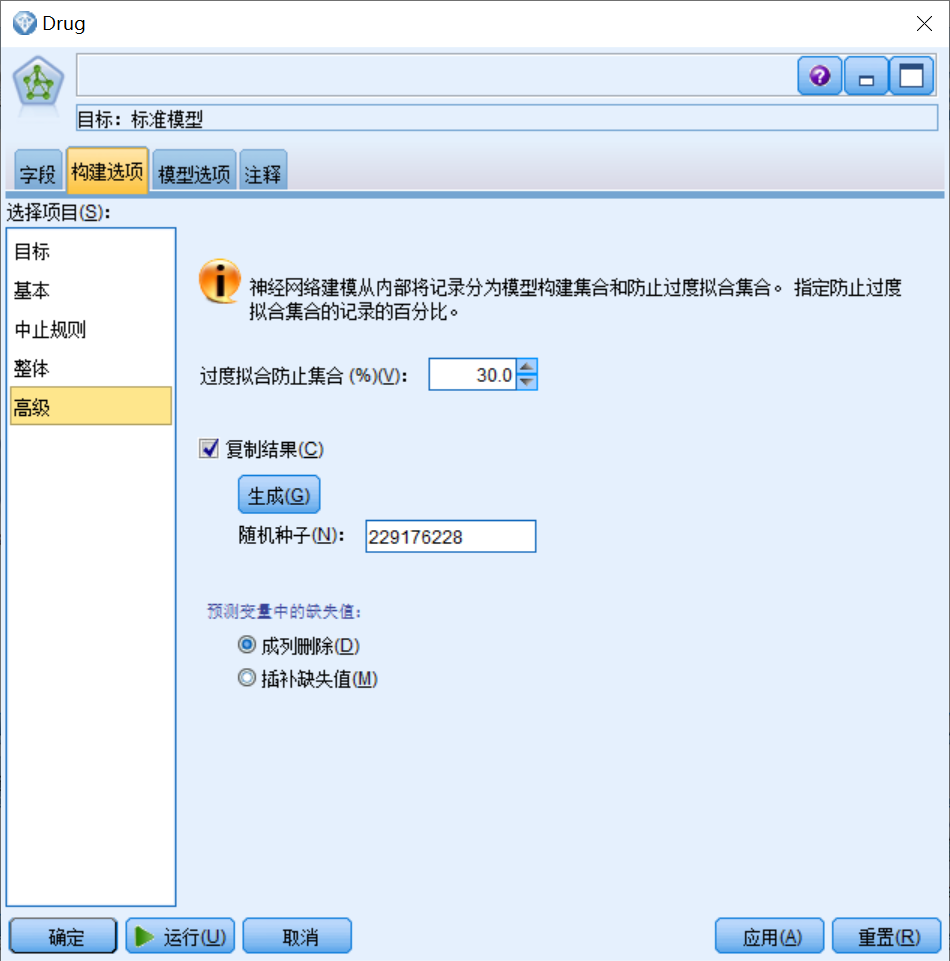 Drug
目标：标准模型
字段 构建选项 模型选项 注释
选择项目(S)：
目标
基本
中止规则
整体
高级
神经网络建模从内部将记录分为模型构建集合和防止过度拟合集合。 指定防止过度
拟合集合的记录的百分比。
过度拟合防止集合 (%)(V)： 30.0
复制结果(C)
生成(G)
随机种子(N)： 229176228
预测变量中的缺失值：
成列删除(D)
插补缺失值(M)
确定 运行(U) 取消 应用(A) 重置(R)